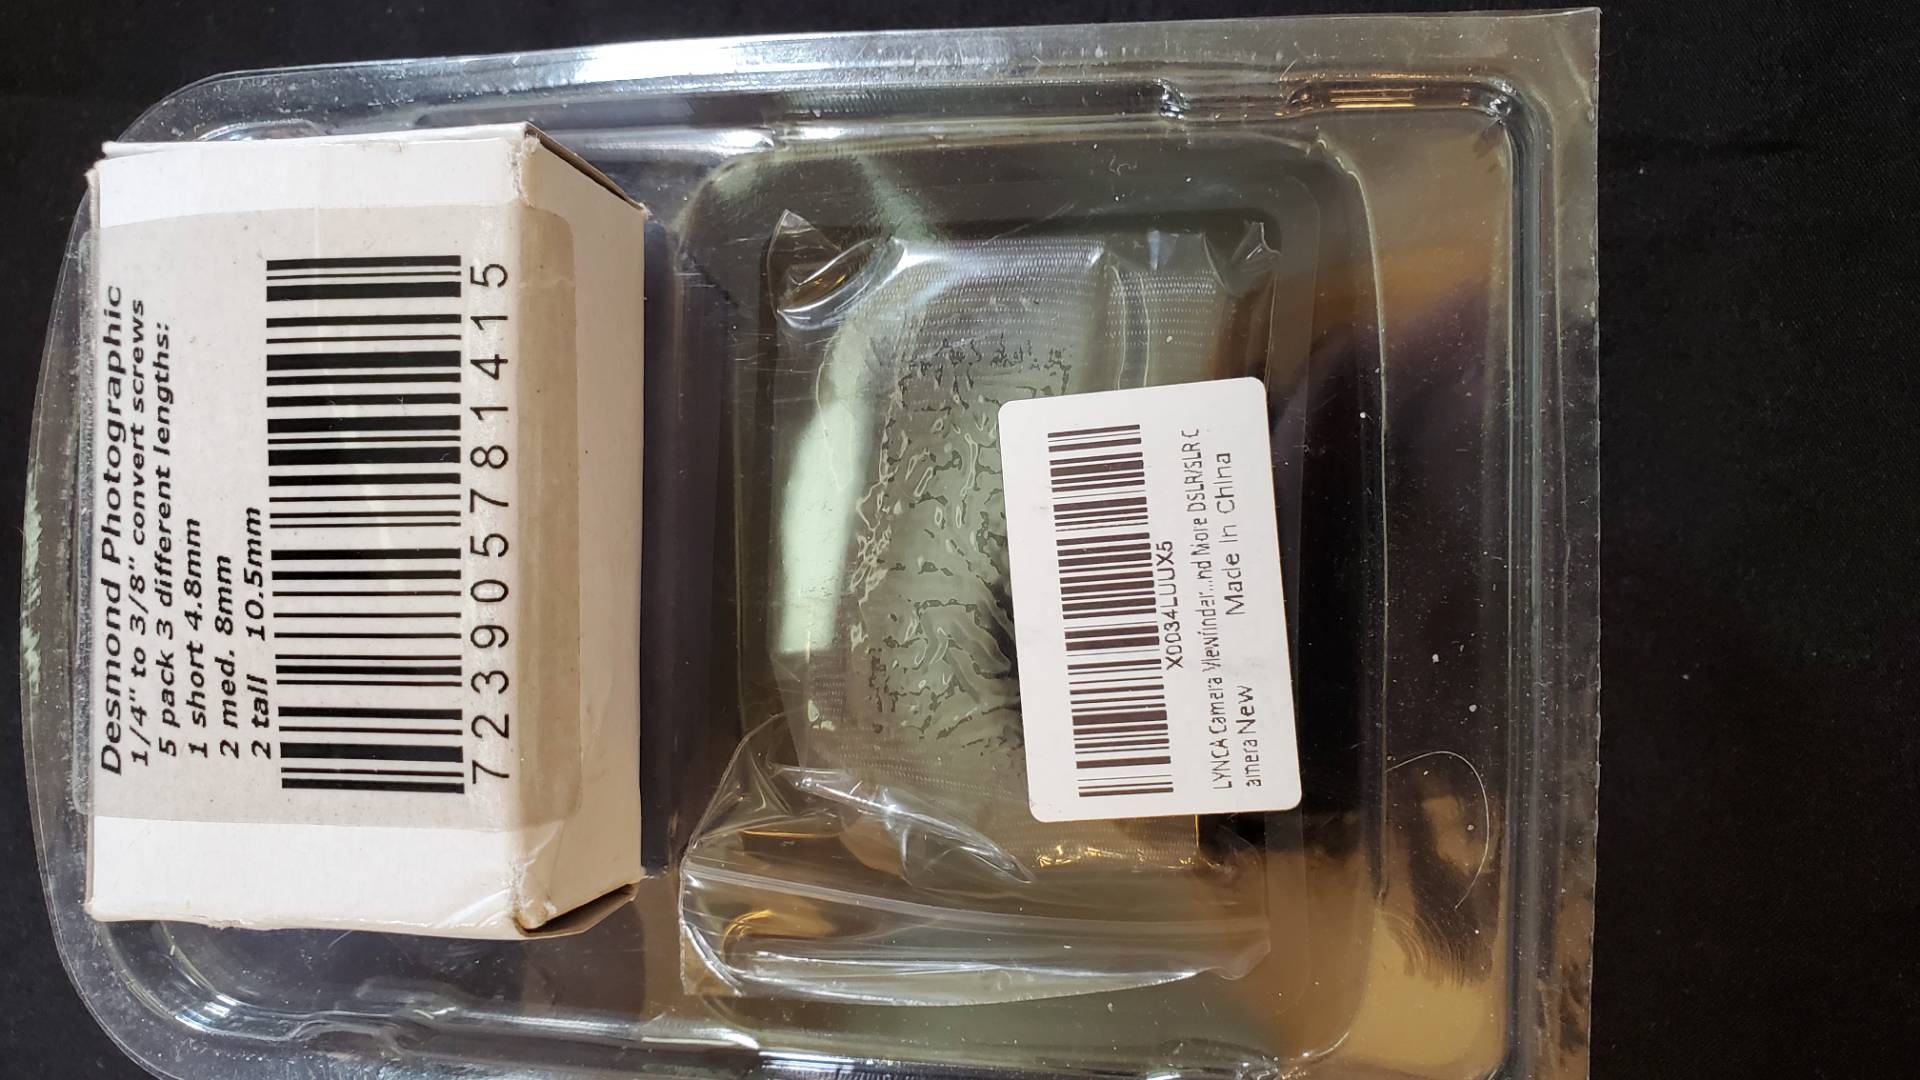 Desmond Photographic
1/4" to 3/8" convert screws
5 pack 3 different lengths:
1 short 4.8mm
2 med. 8mm
2 tall 10.5mm
723905781415
X0034LUUX5
LYNCA Camera Viewfinder...nd More DSLR/SLR C
amera New
Made In China